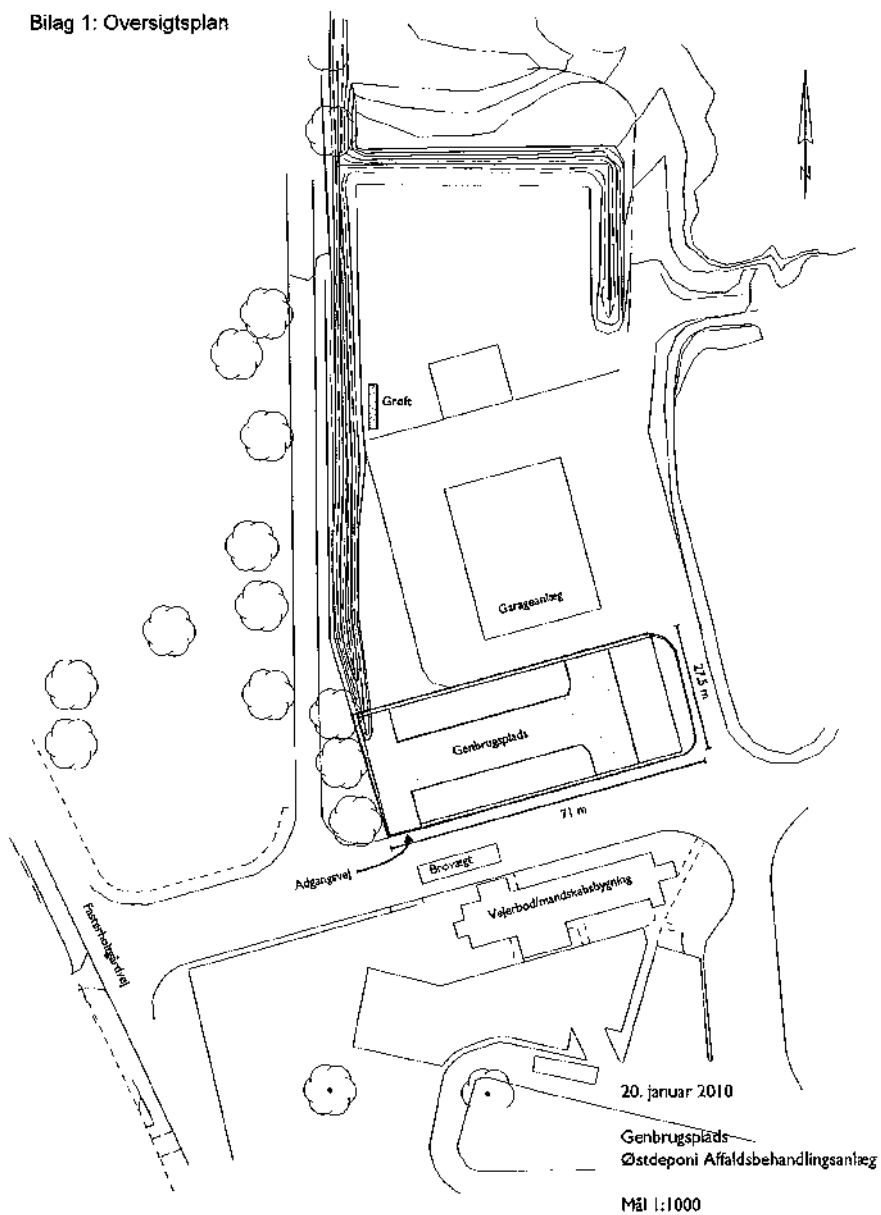 Bilag 1: Oversigtsplan
N
Grøft
Garageanlæg
27,5 m
Genbrugsplads
71 m
Adgangsvej
Brovægt
Vejerbod/mandskabsbygning
Fasterholtgårdvej
20. januar 2010
Genbrugsplads
Østdeponi Affaldsbehandlingsanlæg
Mål 1:1000